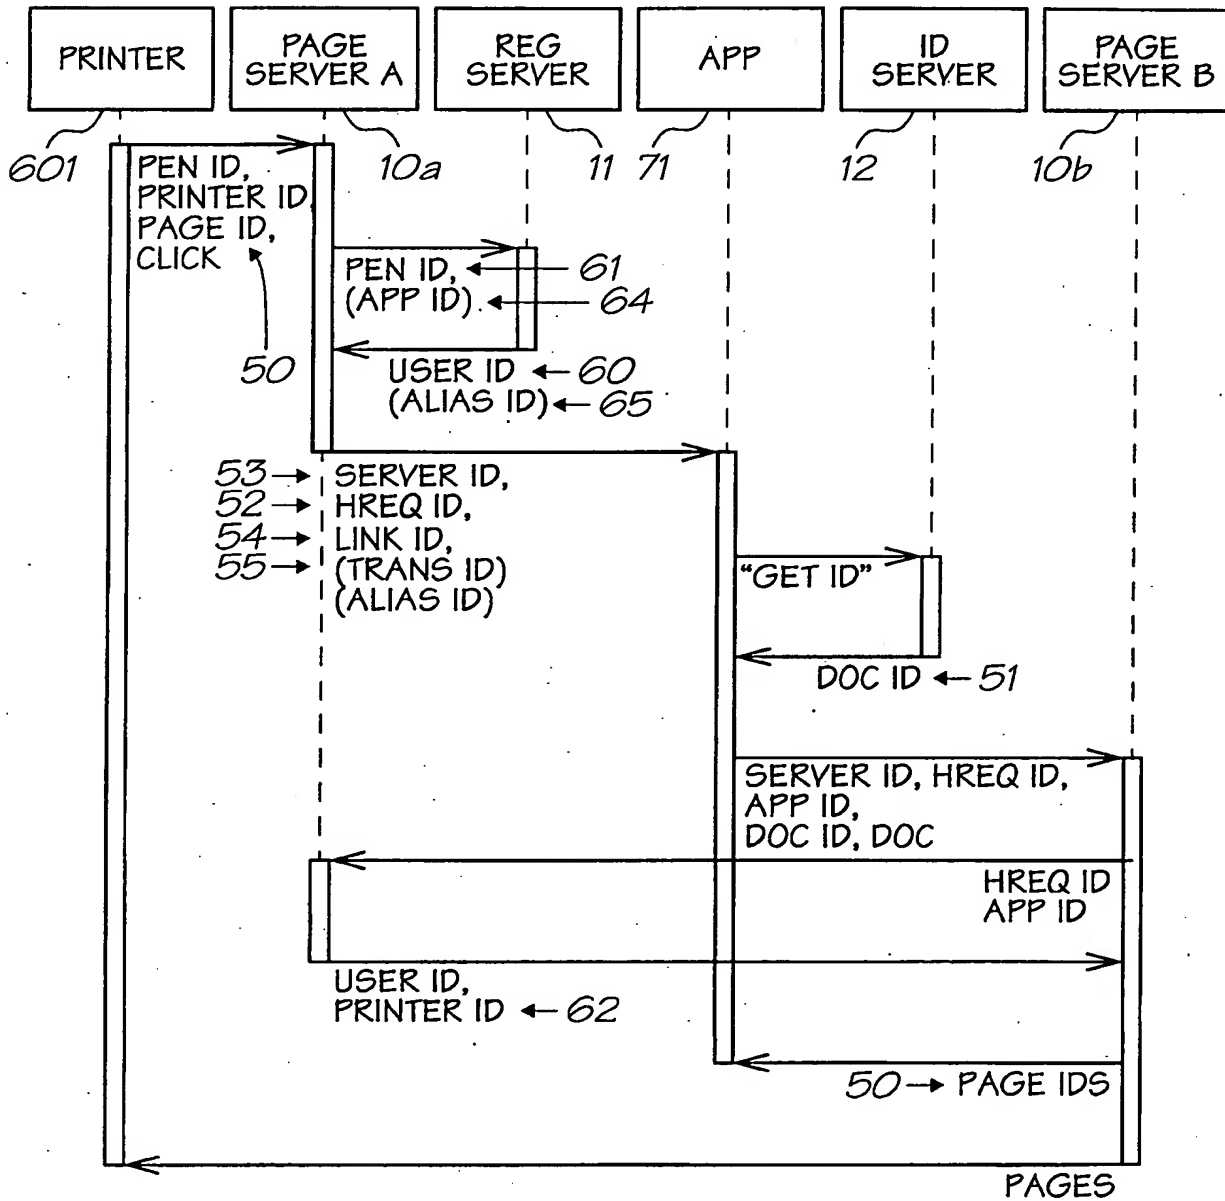 PRINTER
PAGE
SERVER A
REG
SERVER
APP
ID
SERVER
PAGE
SERVER B
601
10a
11
71
12
10b
PEN ID,
PRINTER ID,
PAGE ID,
CLICK
50
PEN ID,
61
(APP ID)
64
USER ID
60
(ALIAS ID)
65
53
SERVER ID,
52
HREQ ID,
54
LINK ID,
55
(TRANS ID)
(ALIAS ID)
"GET ID"
DOC ID
51
SERVER ID, HREQ ID,
APP ID,
DOC ID, DOC
HREQ ID
APP ID
USER ID,
PRINTER ID
62
50
PAGE IDS
PAGES